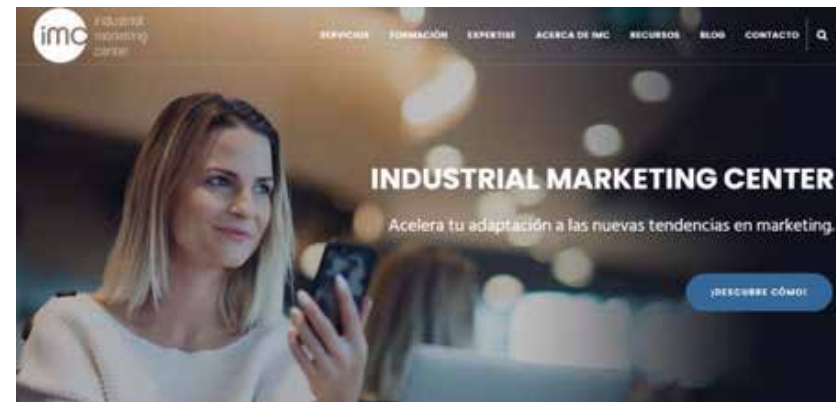 imc
industrial
marketing
center
SERVICIOS FORMACIÓN EXPERTISE ACERCA DE IMC RECURSOS BLOG CONTACTO
INDUSTRIAL MARKETING CENTER
Acelera tu adaptación a las nuevas tendencias en marketing.
¡DESCUBRE CÓMO!